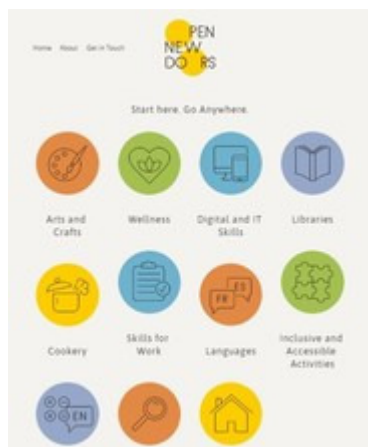 PEN
NEW
DO RS
Home About Get in Touch
Start here. Go Anywhere.
Arts and
Crafts
Wellness
Digital and IT
Skills
Libraries
FR
ES
Cookery
Skills for
Work
Languages
Inclusive and
Accessible
Activities
EN